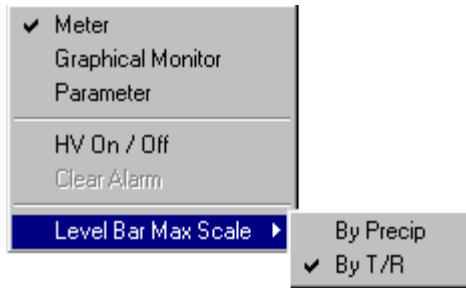 Meter
Graphical Monitor
Parameter
HV On / Off
Clear Alarm
Level Bar Max Scale
By Precip
By T/R